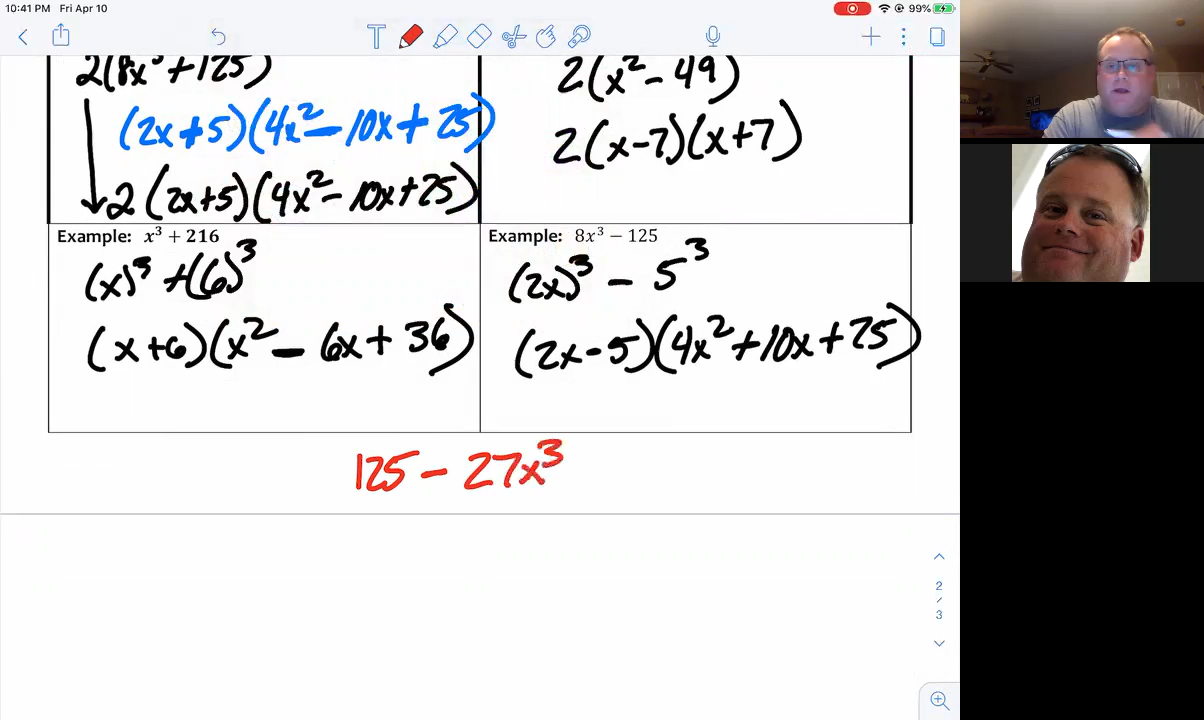 10:41 PM Fri Apr 10
99%
2(8x³+125)
(2x+5)(4x²-10x+25)
2(2x+5)(4x²-10x+25)
2(x²-49)
2(x-7)(x+7)
Example: x³ + 216
(x)³+(6)³
(x+6)(x²-6x+36)
Example: 8x³ − 125
(2x)³-5³
(2x-5)(4x²+10x+25)
125-27x³
2
/
3